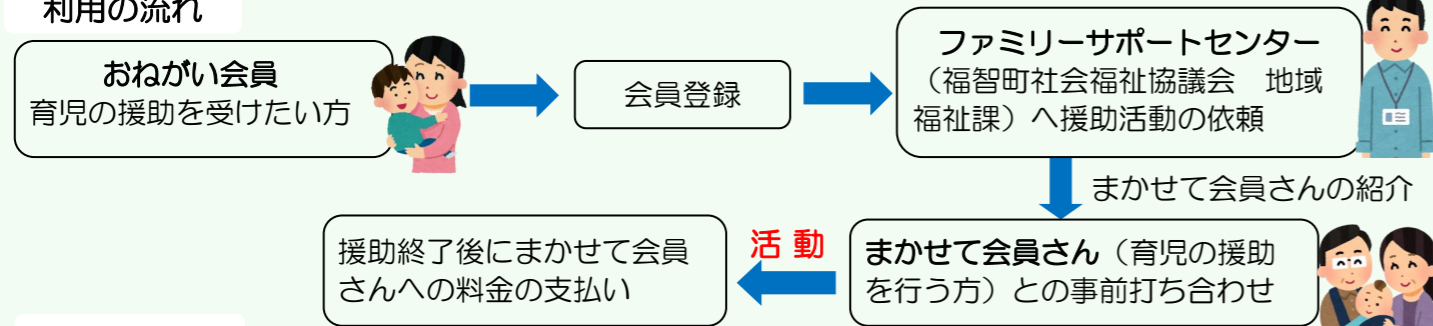 利用の流れ
おねがい会員
育児の援助を受けたい方
会員登録
ファミリーサポートセンター
（福智町社会福祉協議会　地域
福祉課）へ援助活動の依頼
まかせて会員さんの紹介
まかせて会員さん（育児の援助
を行う方）との事前打ち合わせ
活 動
援助終了後にまかせて会員
さんへの料金の支払い